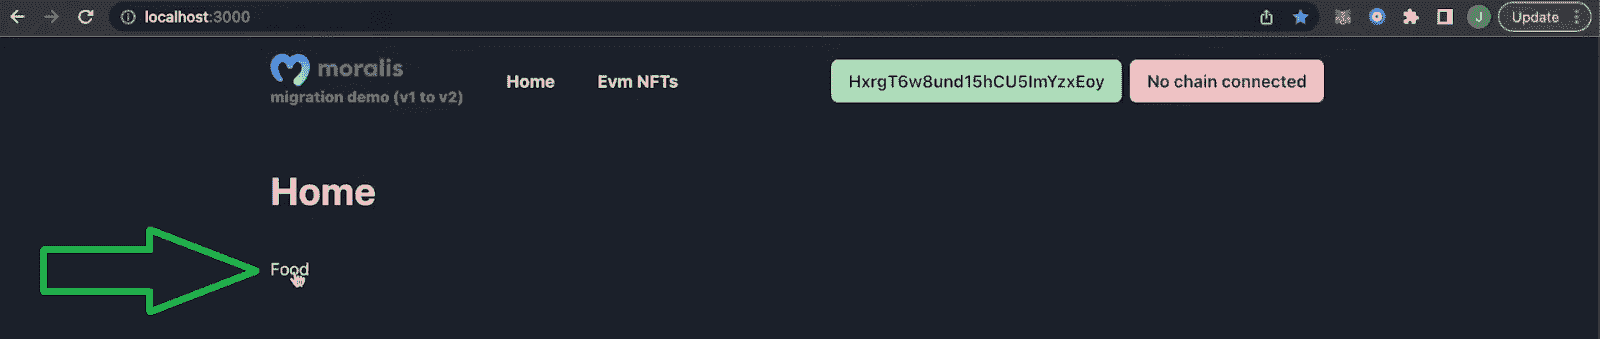 localhost:3000
J
Update
moralis
migration demo (v1 to v2)
Home
Evm NFTs
HxrgT6w8und15hCU5ImYzxEoy
No chain connected
Home
Food